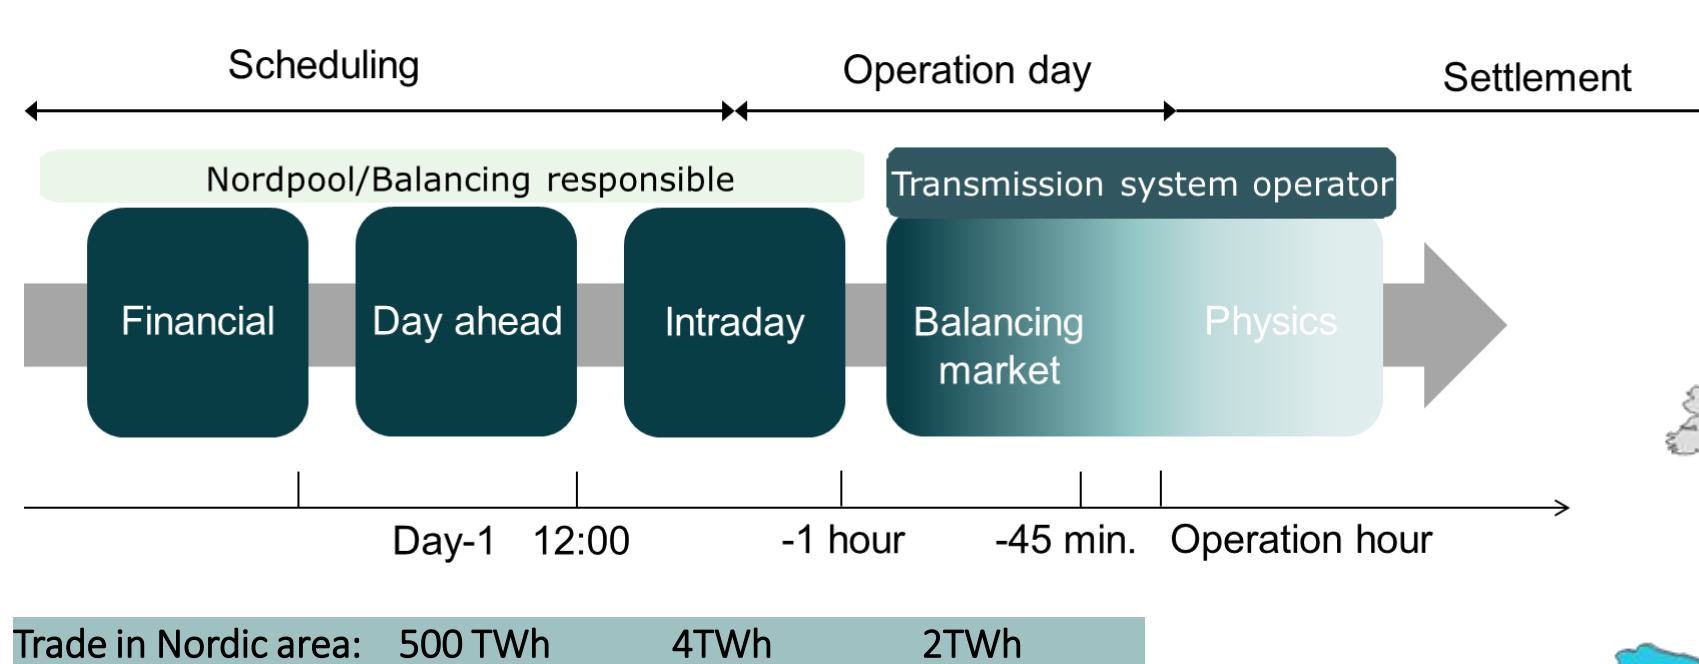 Scheduling
Operation day
Settlement
Nordpool/Balancing responsible
Transmission system operator
Financial
Day ahead
Intraday
Balancing
market
Physics
Day-1
12:00
-1 hour
-45 min.
Operation hour
Trade in Nordic area: 500 TWh 4TWh 2TWh